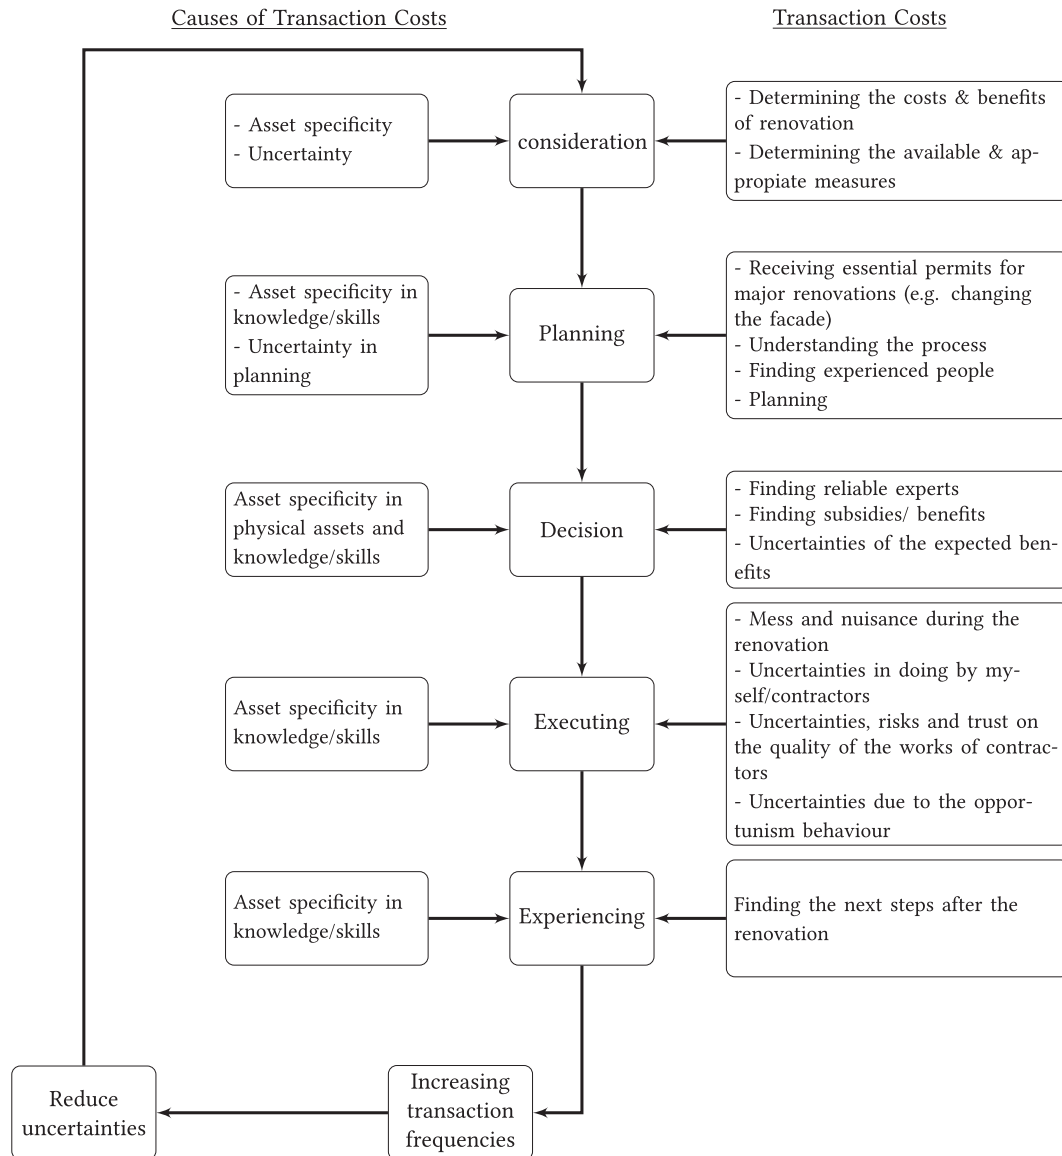 Causes of Transaction Costs
Transaction Costs
- Asset specificity
- Uncertainty
consideration
- Determining the costs & benefits
of renovation
- Determining the available & ap-
propiate measures
- Asset specificity in
knowledge/skills
- Uncertainty in
planning
Planning
- Receiving essential permits for
major renovations (e.g. changing
the facade)
- Understanding the process
- Finding experienced people
- Planning
Asset specificity in
physical assets and
knowledge/skills
Decision
- Finding reliable experts
- Finding subsidies/ benefits
- Uncertainties of the expected ben-
efits
Asset specificity in
knowledge/skills
Executing
- Mess and nuisance during the
renovation
- Uncertainties in doing by my-
self/contractors
- Uncertainties, risks and trust on
the quality of the works of contrac-
tors
- Uncertainties due to the oppor-
tunism behaviour
Asset specificity in
knowledge/skills
Experiencing
Finding the next steps after the
renovation
Reduce
uncertainties
Increasing
transaction
frequencies